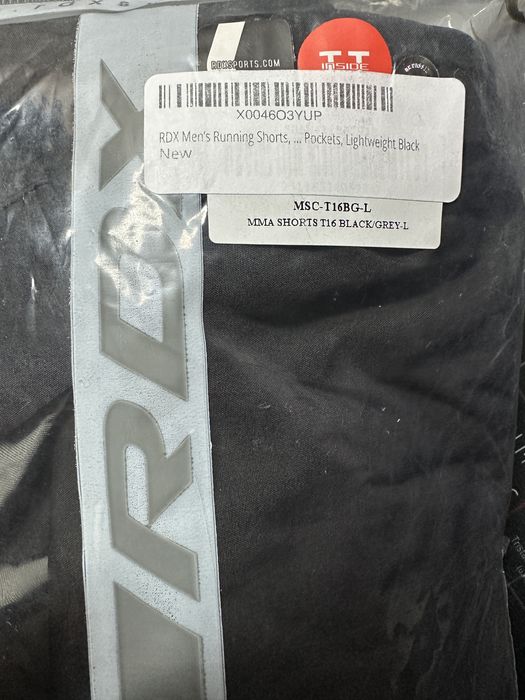 RDXSPORTS.COM
INSIDE
X0046O3YUP
RDX Men's Running Shorts, ... Pockets, Lightweight Black
New
MSC-T16BG-L
MMA SHORTS T16 BLACK/GREY-L
RDX